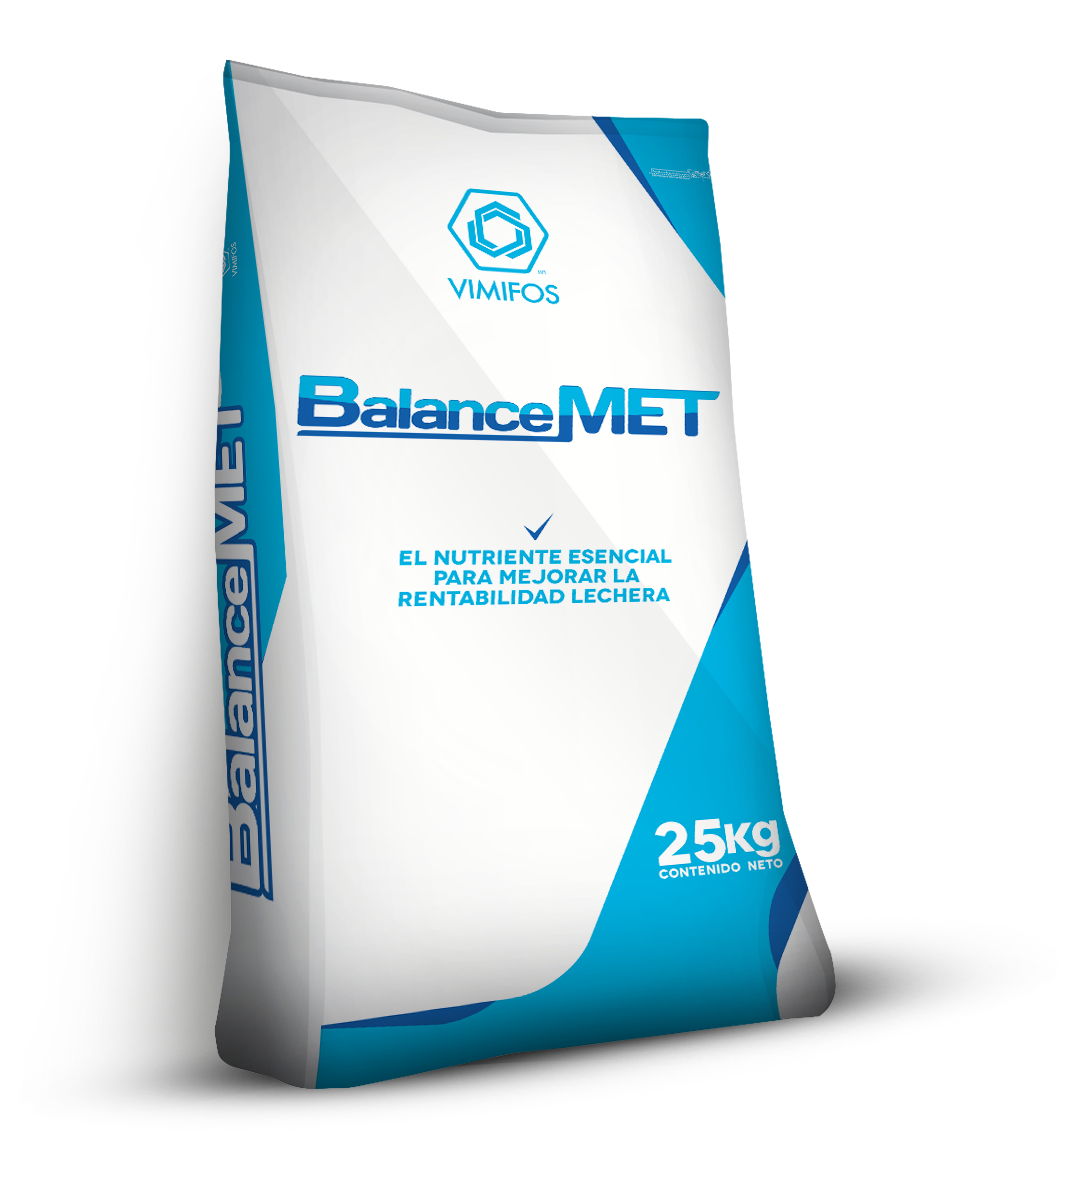 VIMIFOS
BalanceMET
EL NUTRIENTE ESENCIAL
PARA MEJORAR LA
RENTABILIDAD LECHERA
25kg
CONTENIDO NETO
BalanceMET
VIMIFOS